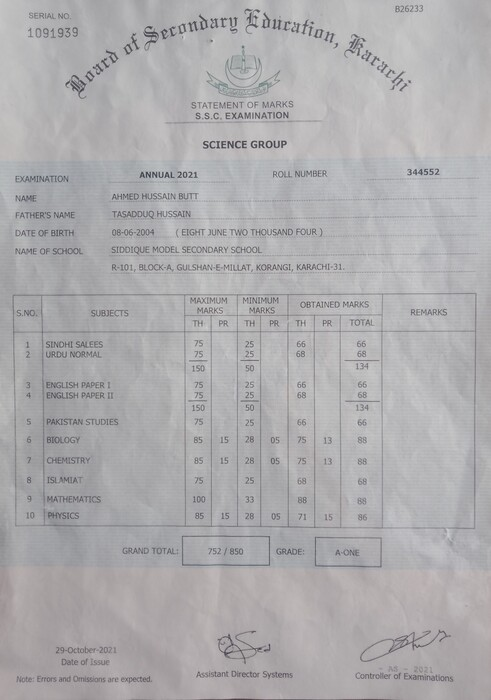 SERIAL NO.
1091939
B26233
Board of Secondary Education, Karachi
STATEMENT OF MARKS
S.S.C. EXAMINATION
SCIENCE GROUP
EXAMINATION ANNUAL 2021 ROLL NUMBER 344552
NAME AHMED HUSSAIN BUTT
FATHER'S NAME TASADDUQ HUSSAIN
DATE OF BIRTH 08-06-2004 ( EIGHT JUNE TWO THOUSAND FOUR )
NAME OF SCHOOL SIDDIQUE MODEL SECONDARY SCHOOL
R-101, BLOCK-A, GULSHAN-E-MILLAT, KORANGI, KARACHI-31.
S.NO. SUBJECTS MAXIMUM MARKS MINIMUM MARKS OBTAINED MARKS REMARKS
TH PR TH PR TH PR TOTAL
1 SINDHI SALEES 75 25 66 66
2 URDU NORMAL 75 25 68 68
150 50 134
3 ENGLISH PAPER I 75 25 66 66
4 ENGLISH PAPER II 75 25 68 68
150 50 134
5 PAKISTAN STUDIES 75 25 66 66
6 BIOLOGY 85 15 28 05 75 13 88
7 CHEMISTRY 85 15 28 05 75 13 88
8 ISLAMIAT 75 25 68 68
9 MATHEMATICS 100 33 88 88
10 PHYSICS 85 15 28 05 71 15 86
GRAND TOTAL: 752 / 850 GRADE: A-ONE
29-October-2021
Date of Issue
Assistant Director Systems
- AB - 2021
Controller of Examinations
Note: Errors and Omissions are expected.